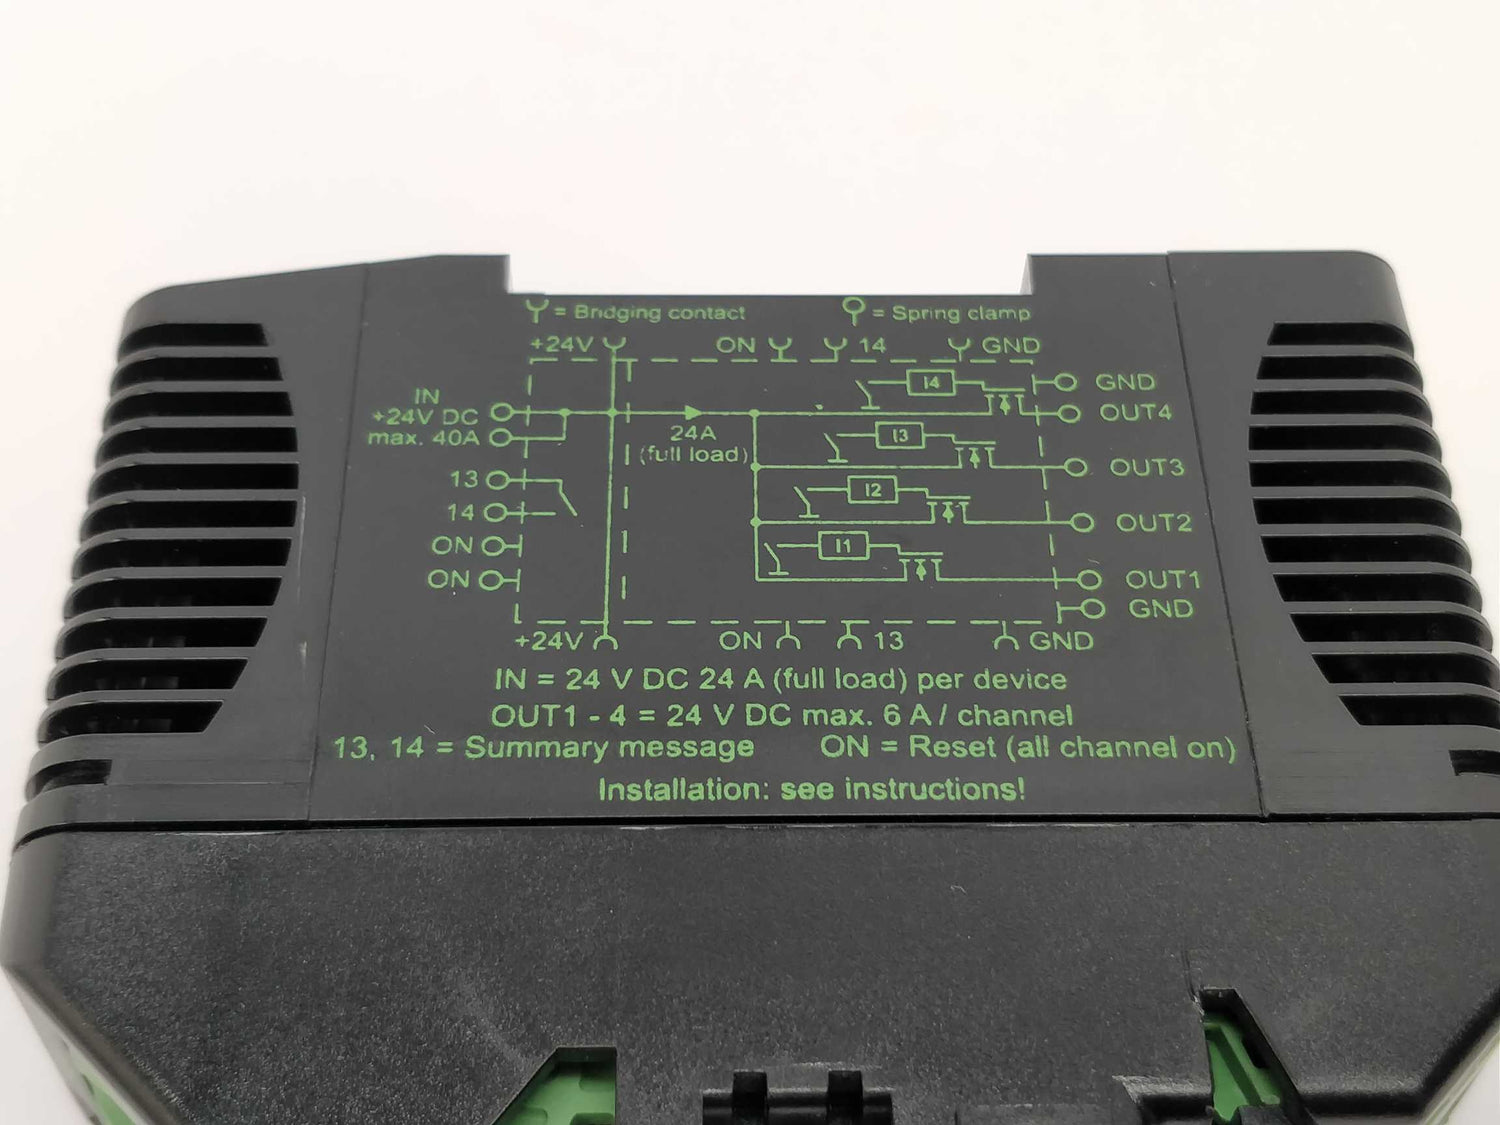 = Bridging contact = Spring clamp
+24V ON 14 GND
IN
+24V DC
max. 40A
24A
(full load)
I4
GND
OUT4
I3
OUT3
13
I2
14
OUT2
ON
I1
ON
OUT1
GND
+24V ON 13 GND
IN = 24 V DC 24 A (full load) per device
OUT1 - 4 = 24 V DC max. 6 A / channel
13, 14 = Summary message ON = Reset (all channel on)
Installation: see instructions!